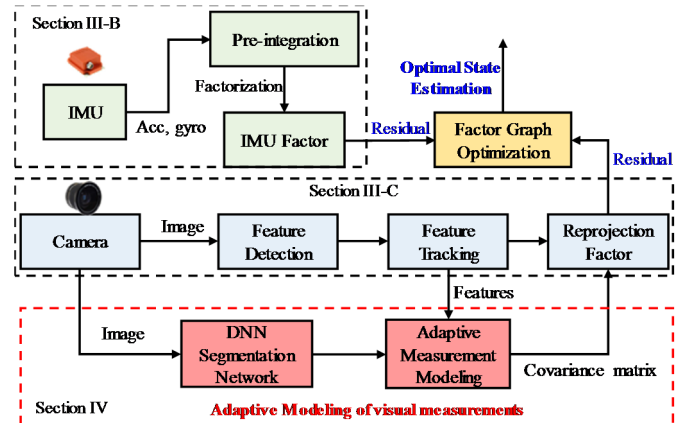 Section III-B
Pre-integration
Optimal State
Estimation
Factorization
IMU
Acc, gyro
IMU Factor
Residual
Factor Graph
Optimization
Residual
Section III-C
Camera
Image
Feature
Detection
Feature
Tracking
Reprojection
Factor
Features
Image
DNN
Segmentation
Network
Adaptive
Measurement
Modeling
Covariance matrix
Section IV
Adaptive Modeling of visual measurements